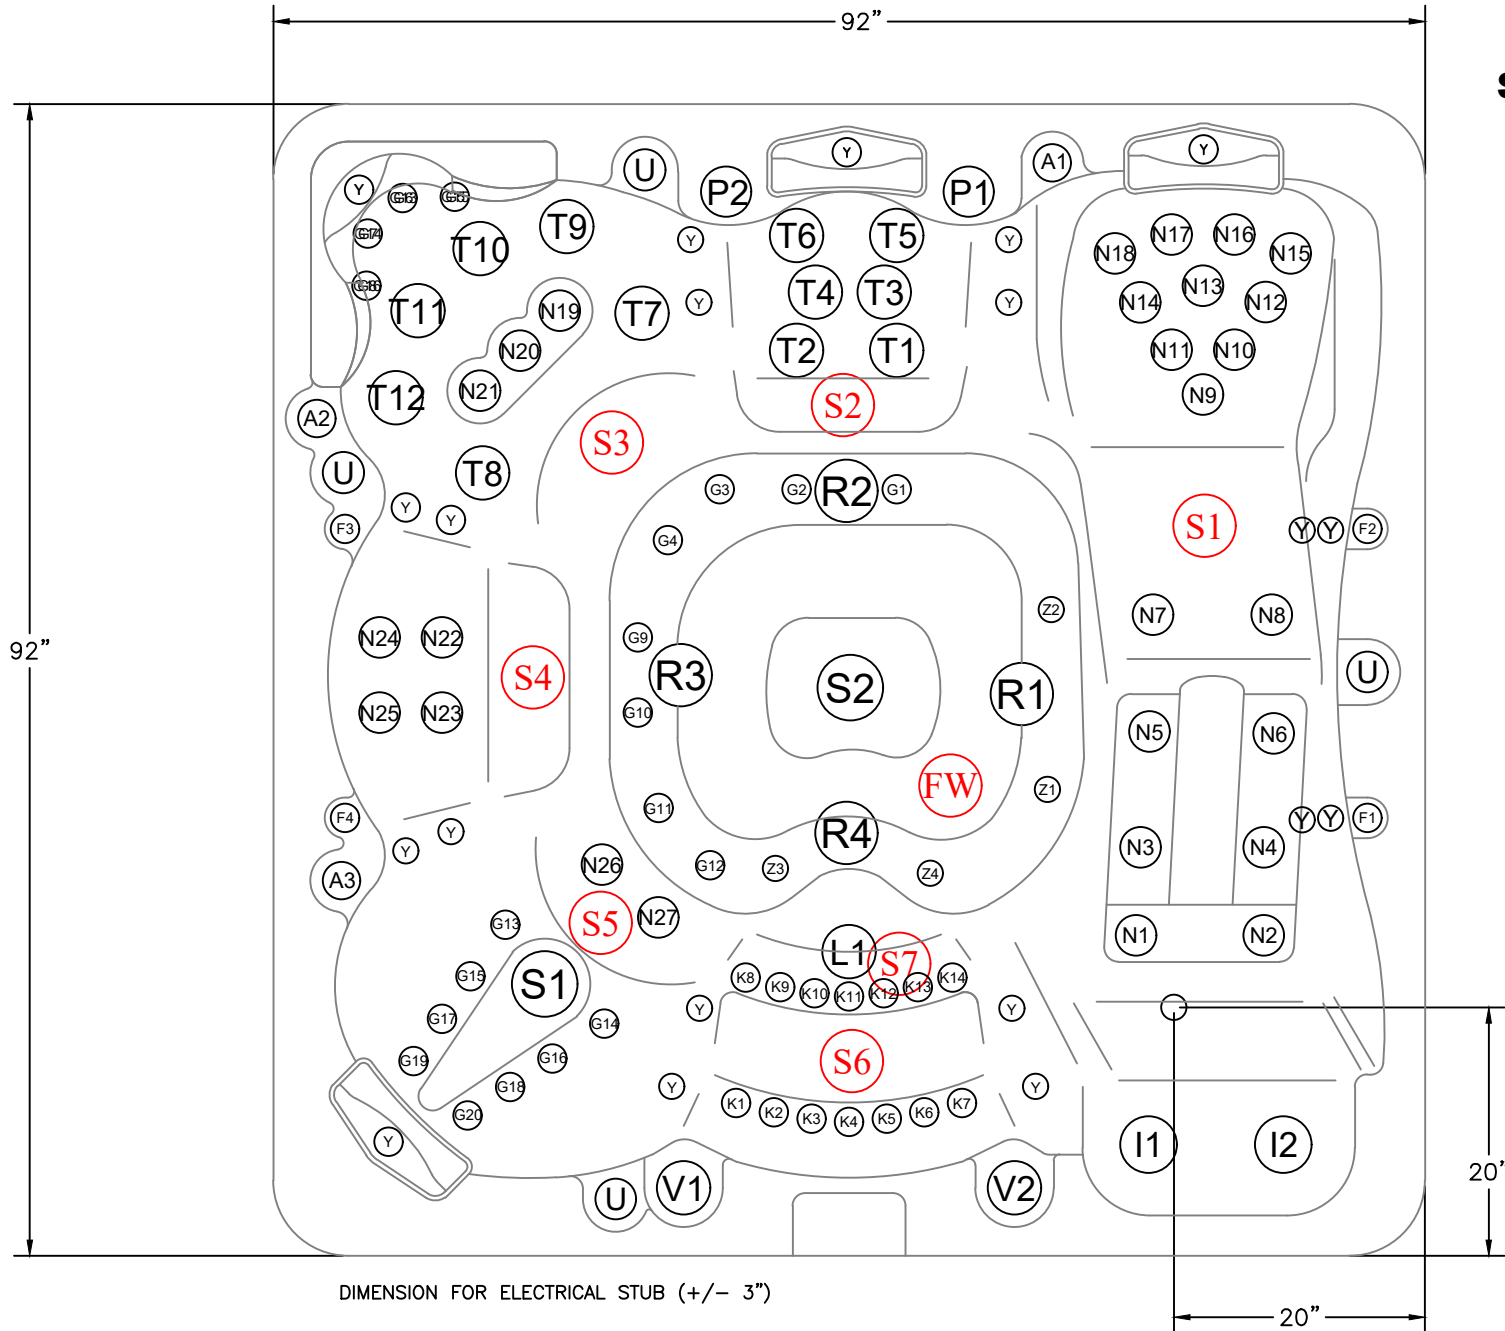 92”
S
Y
Y
A1
U
P2
P1
Y
T9
T6
T5
N17
N16
T10
Y
Y
N18
N15
T4
T3
N13
Y
Y
N14
N12
T11
N19
T7
N20
T2
T1
N11
N10
N21
N9
T12
S2
A2
S3
U
T8
G3
G2
R2
G1
Y
Y
F3
S1
Y
Y
F2
G4
Z2
N7
N8
N24
N22
G9
92”
S4
R3
S2
R1
U
N25
N23
G10
N5
N6
FW
Z1
G11
F4
Y
Y
R4
Y
Y
F1
N3
N4
N26
G12
Z3
Z4
A3
N27
S5
G13
N1
N2
L1
S7
G15
S1
K8
K9
K10
K11
K12
K13
K14
G17
G14
Y
Y
G19
G16
S6
G18
Y
Y
G20
K1
K2
K3
K4
K5
K6
K7
Y
I1
I2
20”
U
V1
V2
DIMENSION FOR ELECTRICAL STUB (+/– 3”)
20”